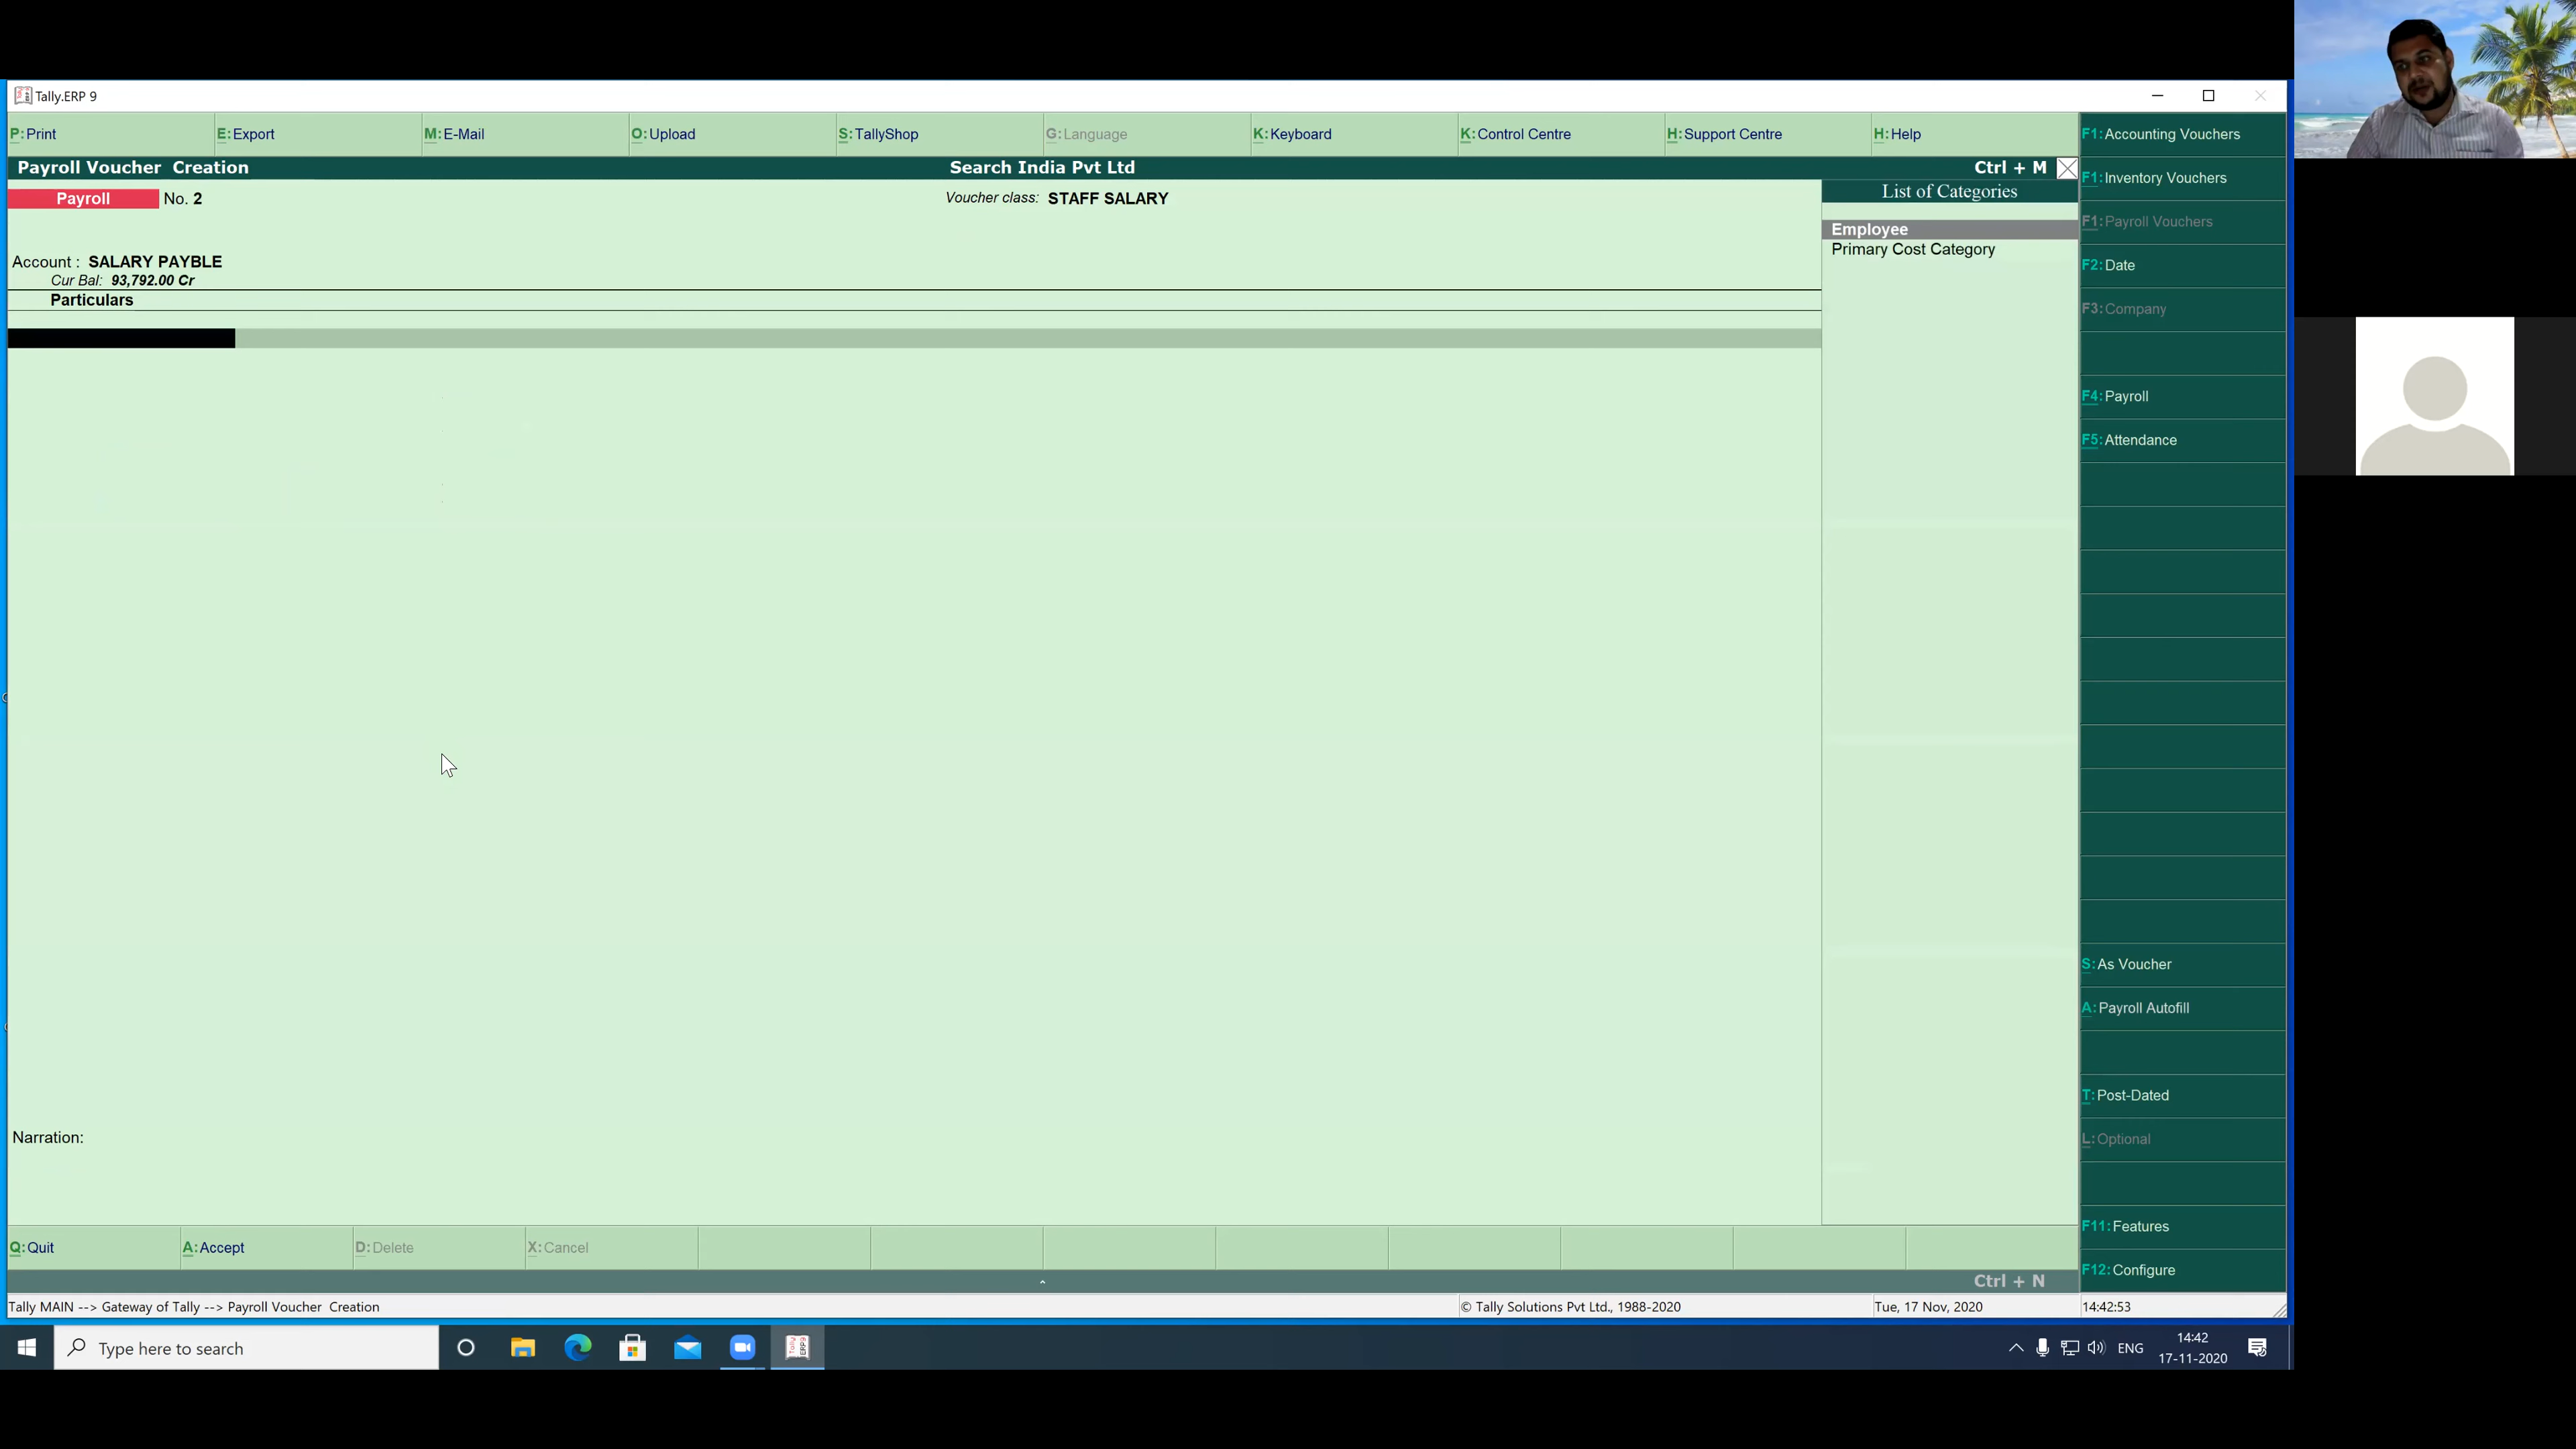 Tally.ERP 9
P: Print
E: Export
M: E-Mail
O: Upload
S: TallyShop
G: Language
K: Keyboard
K: Control Centre
H: Support Centre
H: Help
F1: Accounting Vouchers
Payroll Voucher Creation
Search India Pvt Ltd
Ctrl + M
F1: Inventory Vouchers
Payroll
No. 2
Voucher class: STAFF SALARY
List of Categories
F1: Payroll Vouchers
Employee
Primary Cost Category
Account : SALARY PAYBLE
F2: Date
Cur Bal: 93,792.00 Cr
Particulars
F3: Company
F4: Payroll
F5: Attendance
S: As Voucher
A: Payroll Autofill
T: Post-Dated
Narration:
L: Optional
F11: Features
Q: Quit
A: Accept
D: Delete
X: Cancel
F12: Configure
Ctrl + N
Tally MAIN --> Gateway of Tally --> Payroll Voucher Creation
© Tally Solutions Pvt Ltd., 1988-2020
Tue, 17 Nov, 2020
14:42:53
Type here to search
ENG
14:42
17-11-2020